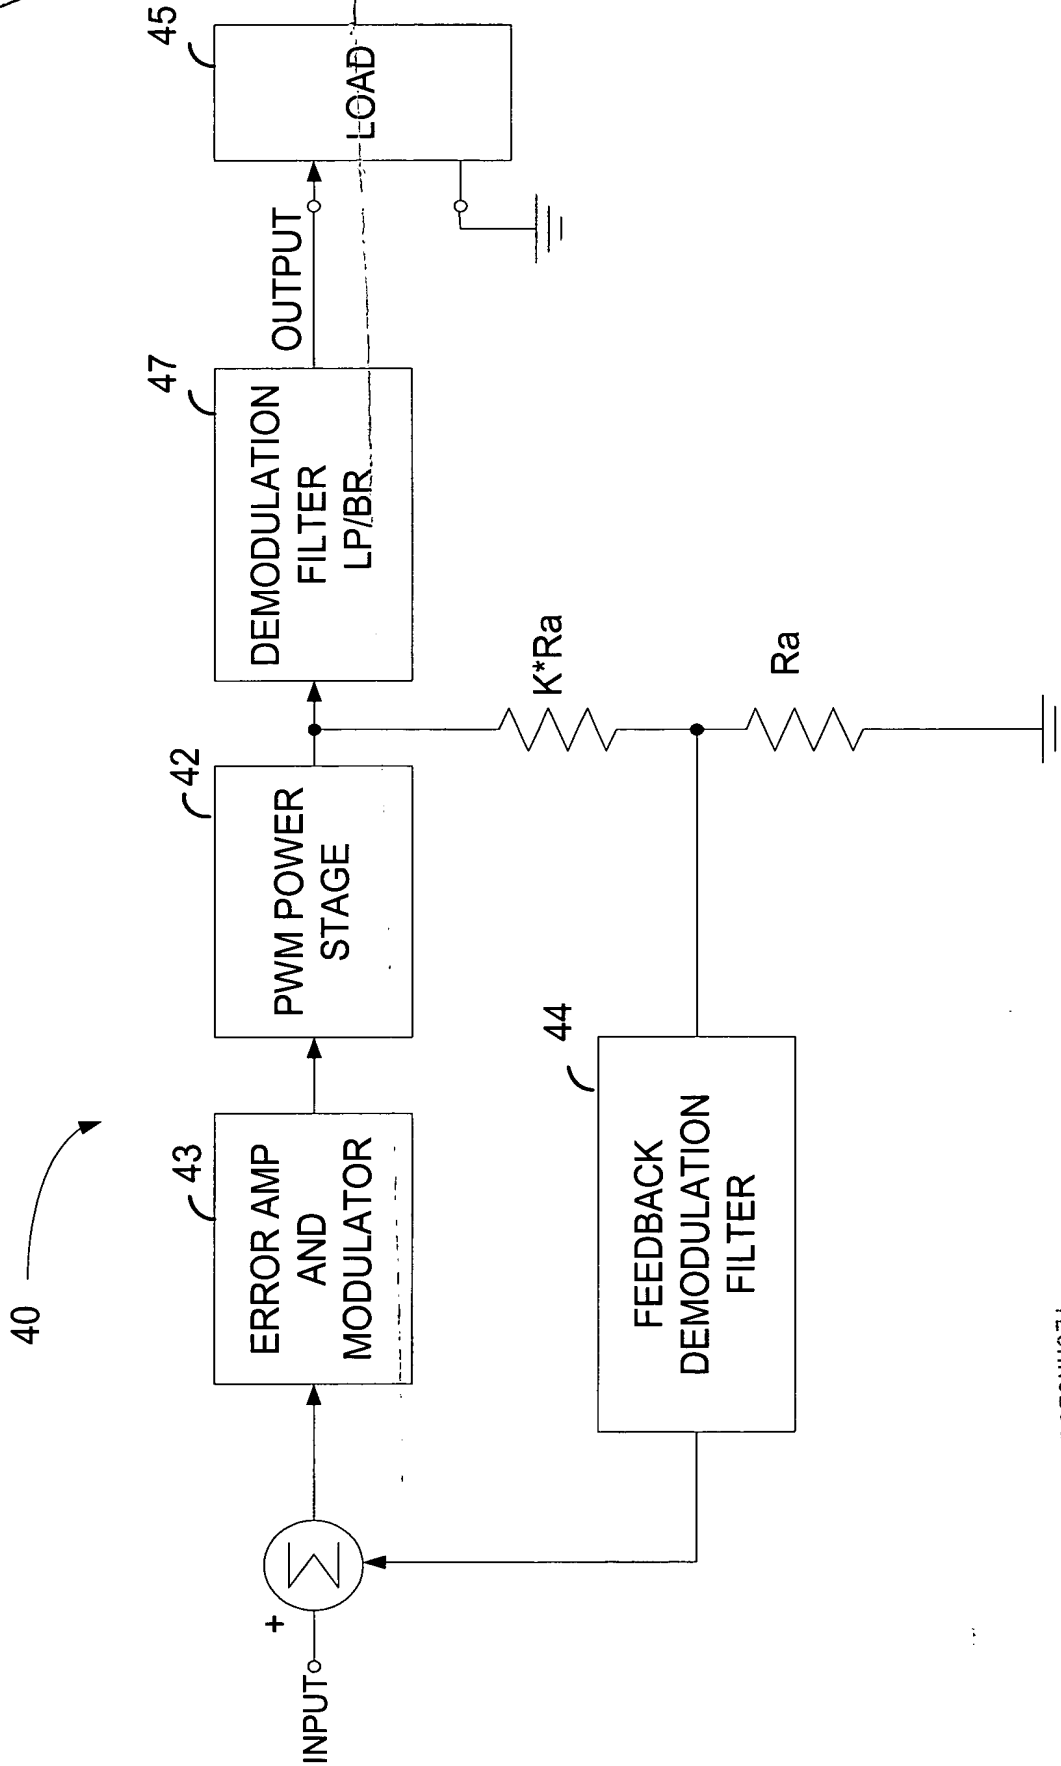 40
INPUT
+
Σ
43
ERROR AMP
AND
MODULATOR
42
PWM POWER
STAGE
47
DEMODULATION
FILTER
LP/BR
OUTPUT
45
LOAD
K*Ra
Ra
44
FEEDBACK
DEMODULATION
FILTER